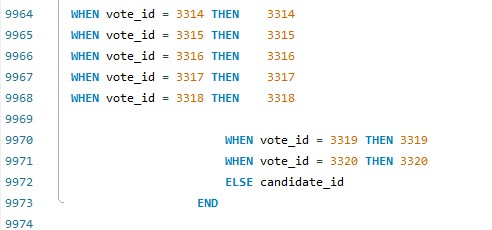 9964 WHEN vote_id = 3314 THEN 3314
9965 WHEN vote_id = 3315 THEN 3315
9966 WHEN vote_id = 3316 THEN 3316
9967 WHEN vote_id = 3317 THEN 3317
9968 WHEN vote_id = 3318 THEN 3318
9969
9970 WHEN vote_id = 3319 THEN 3319
9971 WHEN vote_id = 3320 THEN 3320
9972 ELSE candidate_id
9973 END
9974